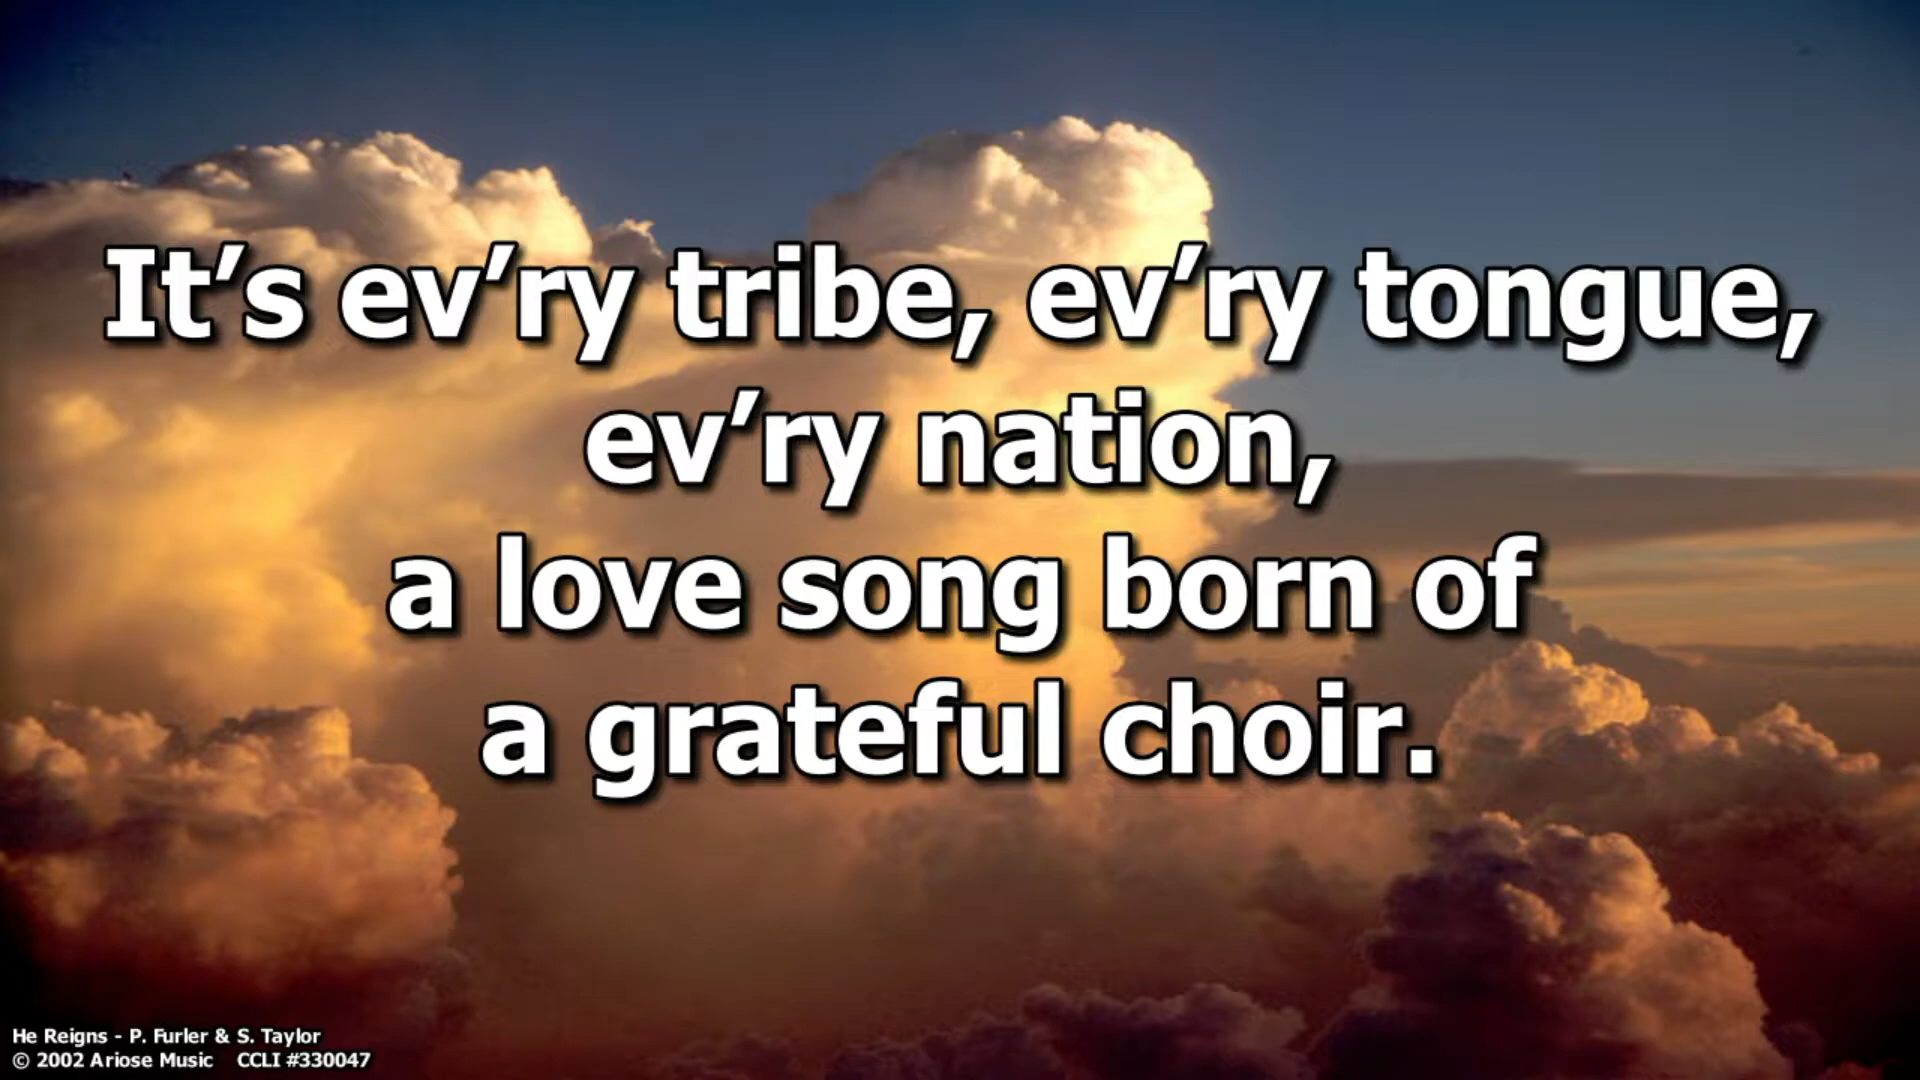 It’s ev’ry tribe, ev’ry tongue,
ev’ry nation,
a love song born of
a grateful choir.
He Reigns - P. Furler & S. Taylor
© 2002 Ariose Music    CCLI #330047